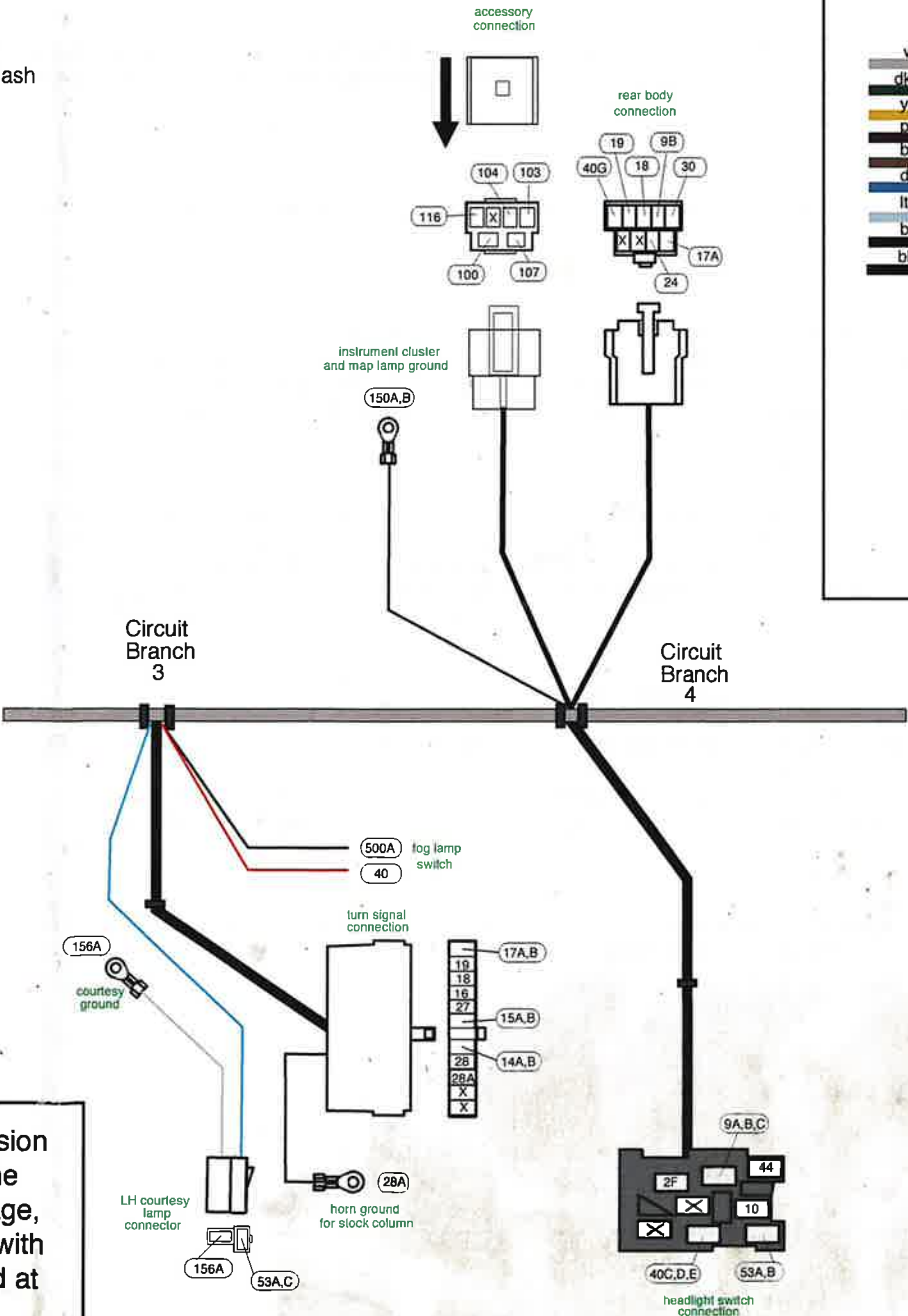 accessory
connection
ash
rear body
connection
19
9B
40G
18
30
104
103
116
X
X X
17A
100
107
24
instrument cluster
and map lamp ground
150A,B
Circuit
Branch
3
Circuit
Branch
4
500A
fog lamp
switch
40
turn signal
connection
156A
courtesy
ground
17A,B
19
18
16
27
15A,B
14A,B
28
28A
X
X
9A,B,C
2F
44
X
10
X
28A
horn ground
for stock column
LH courtesy
lamp
connector
156A
53A,C
40C,D,E
53A,B
headlight switch
connection
sion
ge,
with
d at